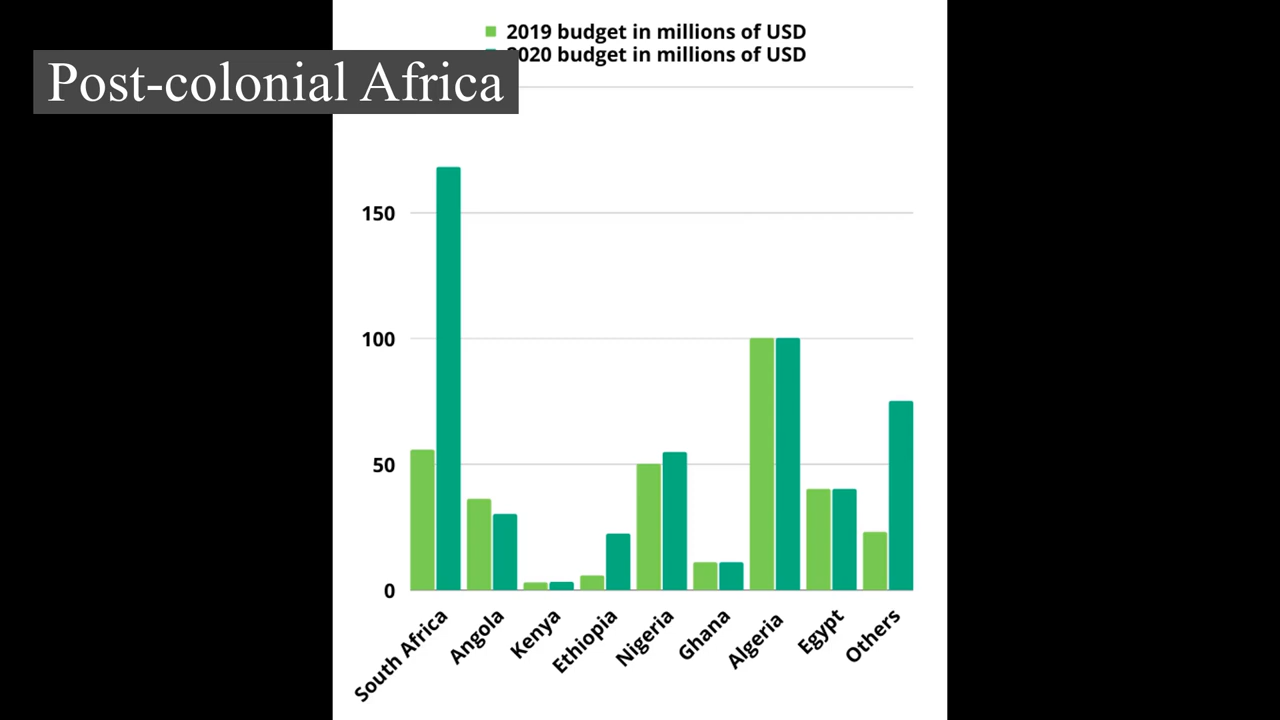 2019 budget in millions of USD
2020 budget in millions of USD
Post-colonial Africa
150
100
50
0
South Africa
Angola
Kenya
Ethiopia
Nigeria
Ghana
Algeria
Egypt
Others